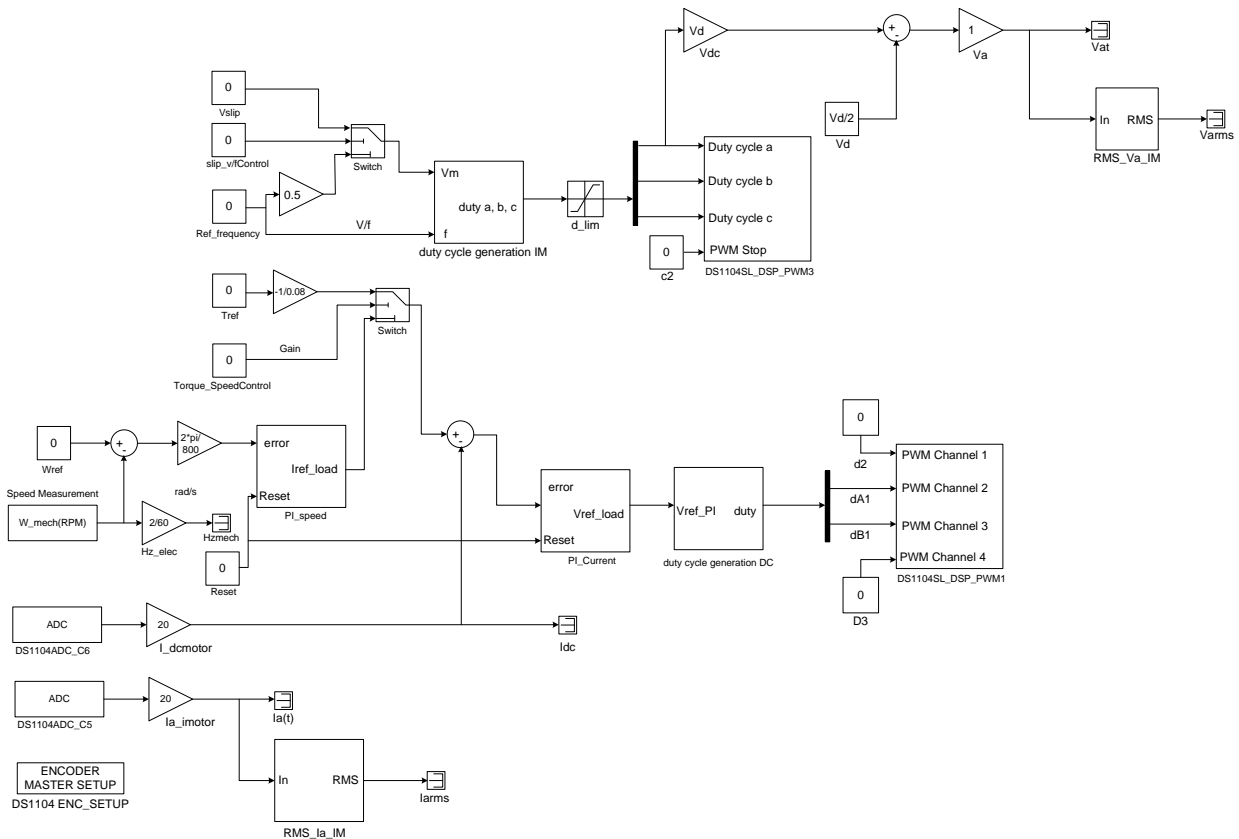 Vd
Vdc
+
-
1
Va
Vat
In RMS
RMS_Va_IM
Varms
Vd/2
Vd
0
Vslip
0
slip_v/fControl
Switch
0
Ref_frequency
0.5
V/f
Vm
duty a, b, c
f
duty cycle generation IM
d_lim
Duty cycle a
Duty cycle b
Duty cycle c
PWM Stop
DS1104SL_DSP_PWM3
0
c2
0
Tref
-1/0.08
Switch
Gain
0
Torque_SpeedControl
0
Wref
+
-
2*pi/
800
rad/s
error
Iref_load
Reset
PI_speed
Speed Measurement
W_mech(RPM)
2/60
Hz_elec
Hzmech
0
Reset
+
-
error
Vref_load
Reset
PI_Current
Vref_PI duty
duty cycle generation DC
dA1
dB1
0
d2
PWM Channel 1
PWM Channel 2
PWM Channel 3
PWM Channel 4
DS1104SL_DSP_PWM1
0
D3
ADC
DS1104ADC_C6
20
I_dcmotor
Idc
ADC
DS1104ADC_C5
20
Ia_imotor
Ia(t)
In RMS
RMS_Ia_IM
Iarms
ENCODER
MASTER SETUP
DS1104 ENC_SETUP